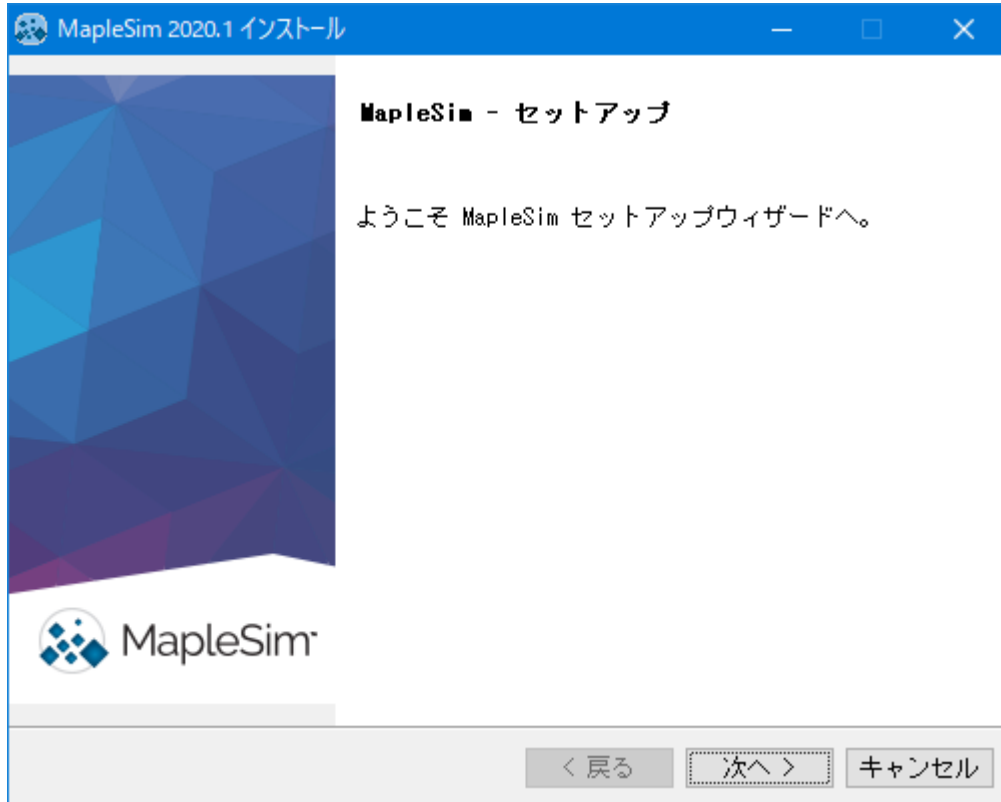 MapleSim 2020.1 インストール
MapleSim - セットアップ
ようこそ MapleSim セットアップウィザードへ。
MapleSim™
< 戻る
次へ >
キャンセル